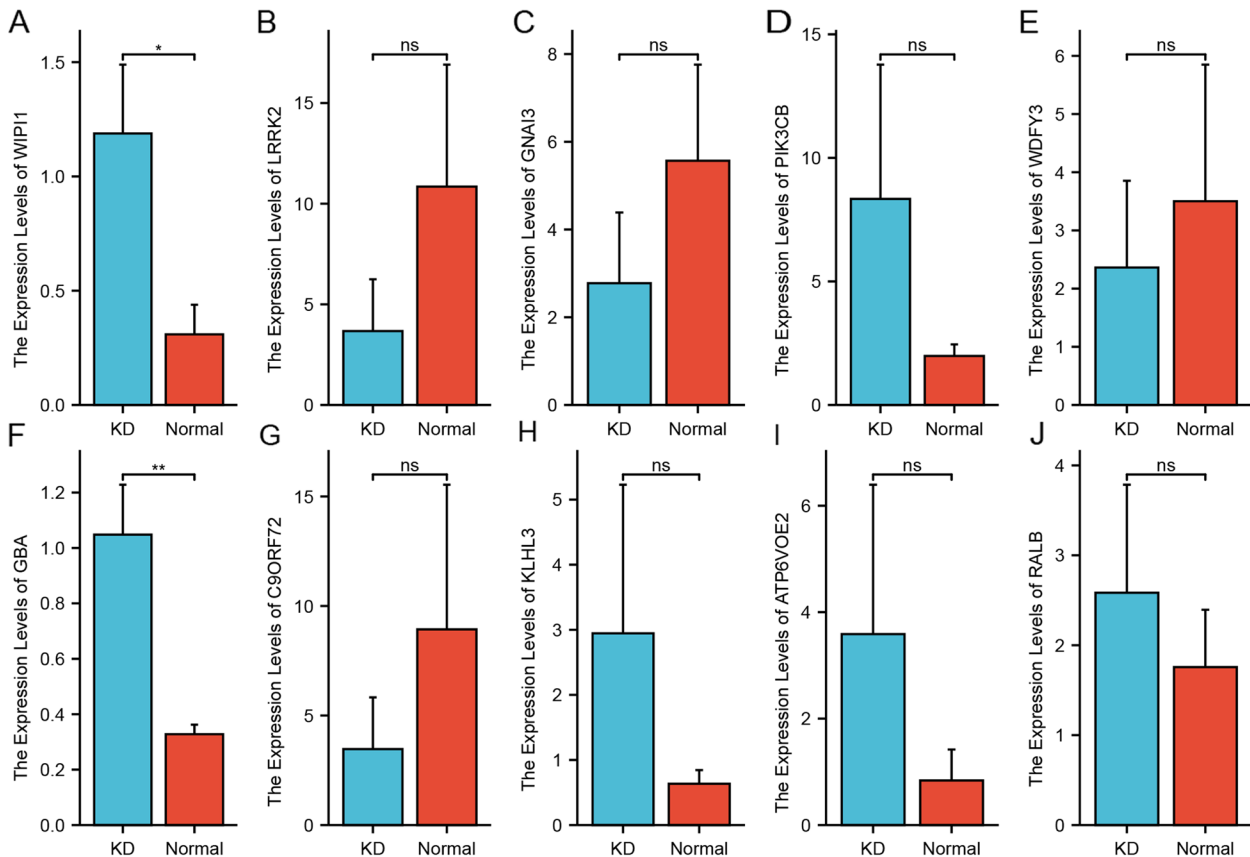 A
The Expression Levels of WIPI1
1.5
1.0
0.5
0.0
*
KD Normal
B
The Expression Levels of LRRK2
15
10
5
0
ns
KD Normal
C
The Expression Levels of GNAI3
8
6
4
2
0
ns
KD Normal
D
The Expression Levels of PIK3CB
15
10
5
0
ns
KD Normal
E
The Expression Levels of WDFY3
6
5
4
3
2
1
0
ns
KD Normal
F
The Expression Levels of GBA
1.2
1.0
0.8
0.6
0.4
0.2
0.0
**
KD Normal
G
The Expression Levels of C9ORF72
15
10
5
0
ns
KD Normal
H
The Expression Levels of KLHL3
5
4
3
2
1
0
ns
KD Normal
I
The Expression Levels of ATP6VOE2
6
4
2
0
ns
KD Normal
J
The Expression Levels of RALB
4
3
2
1
0
ns
KD Normal